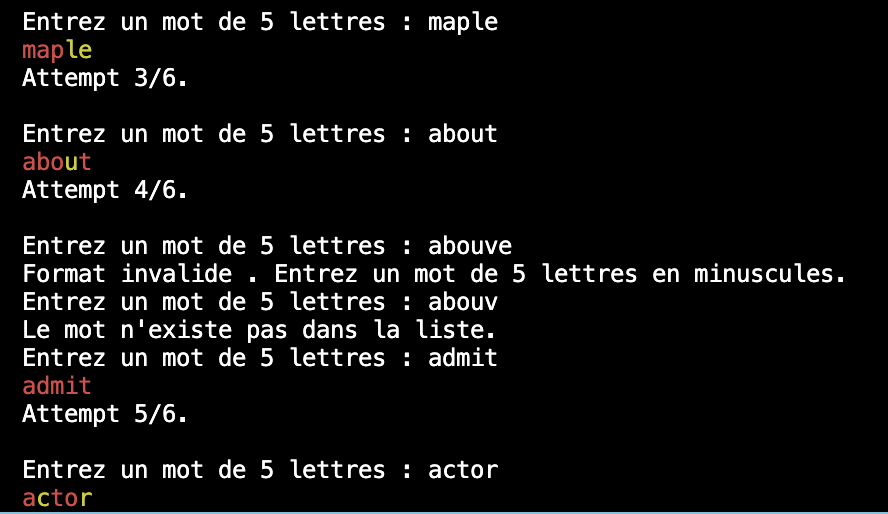 Entrez un mot de 5 lettres : maple
maple
Attempt 3/6.
Entrez un mot de 5 lettres : about
about
Attempt 4/6.
Entrez un mot de 5 lettres : abouve
Format invalide . Entrez un mot de 5 lettres en minuscules.
Entrez un mot de 5 lettres : abouv
Le mot n'existe pas dans la liste.
Entrez un mot de 5 lettres : admit
admit
Attempt 5/6.
Entrez un mot de 5 lettres : actor
actor